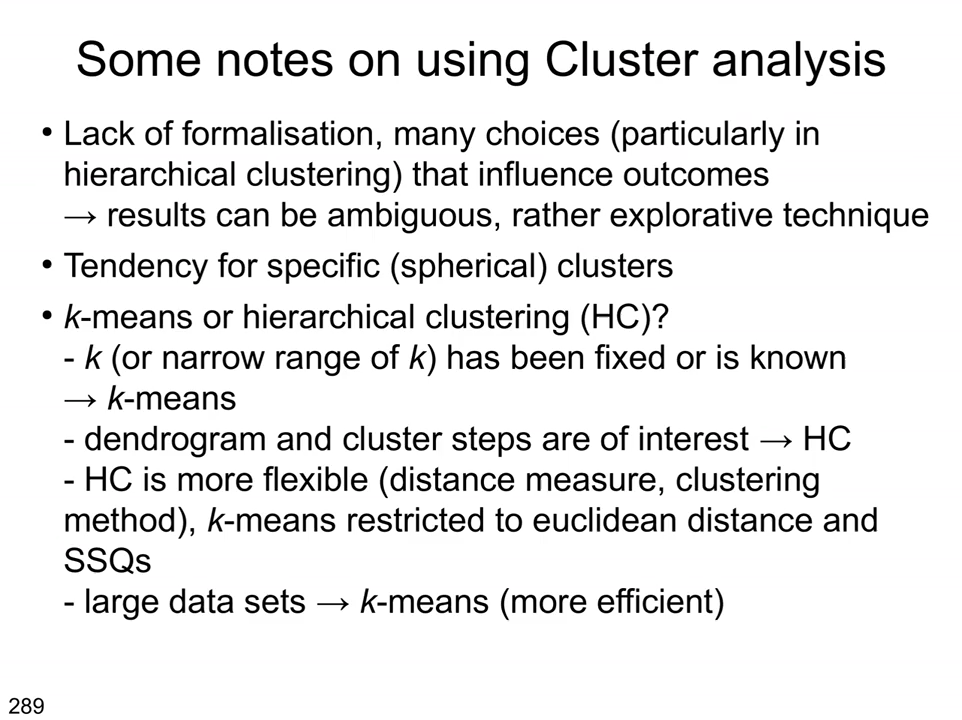 Some notes on using Cluster analysis
• Lack of formalisation, many choices (particularly in
hierarchical clustering) that influence outcomes
→ results can be ambiguous, rather explorative technique
• Tendency for specific (spherical) clusters
• k-means or hierarchical clustering (HC)?
- k (or narrow range of k) has been fixed or is known
→ k-means
- dendrogram and cluster steps are of interest → HC
- HC is more flexible (distance measure, clustering
method), k-means restricted to euclidean distance and
SSQs
- large data sets → k-means (more efficient)
289